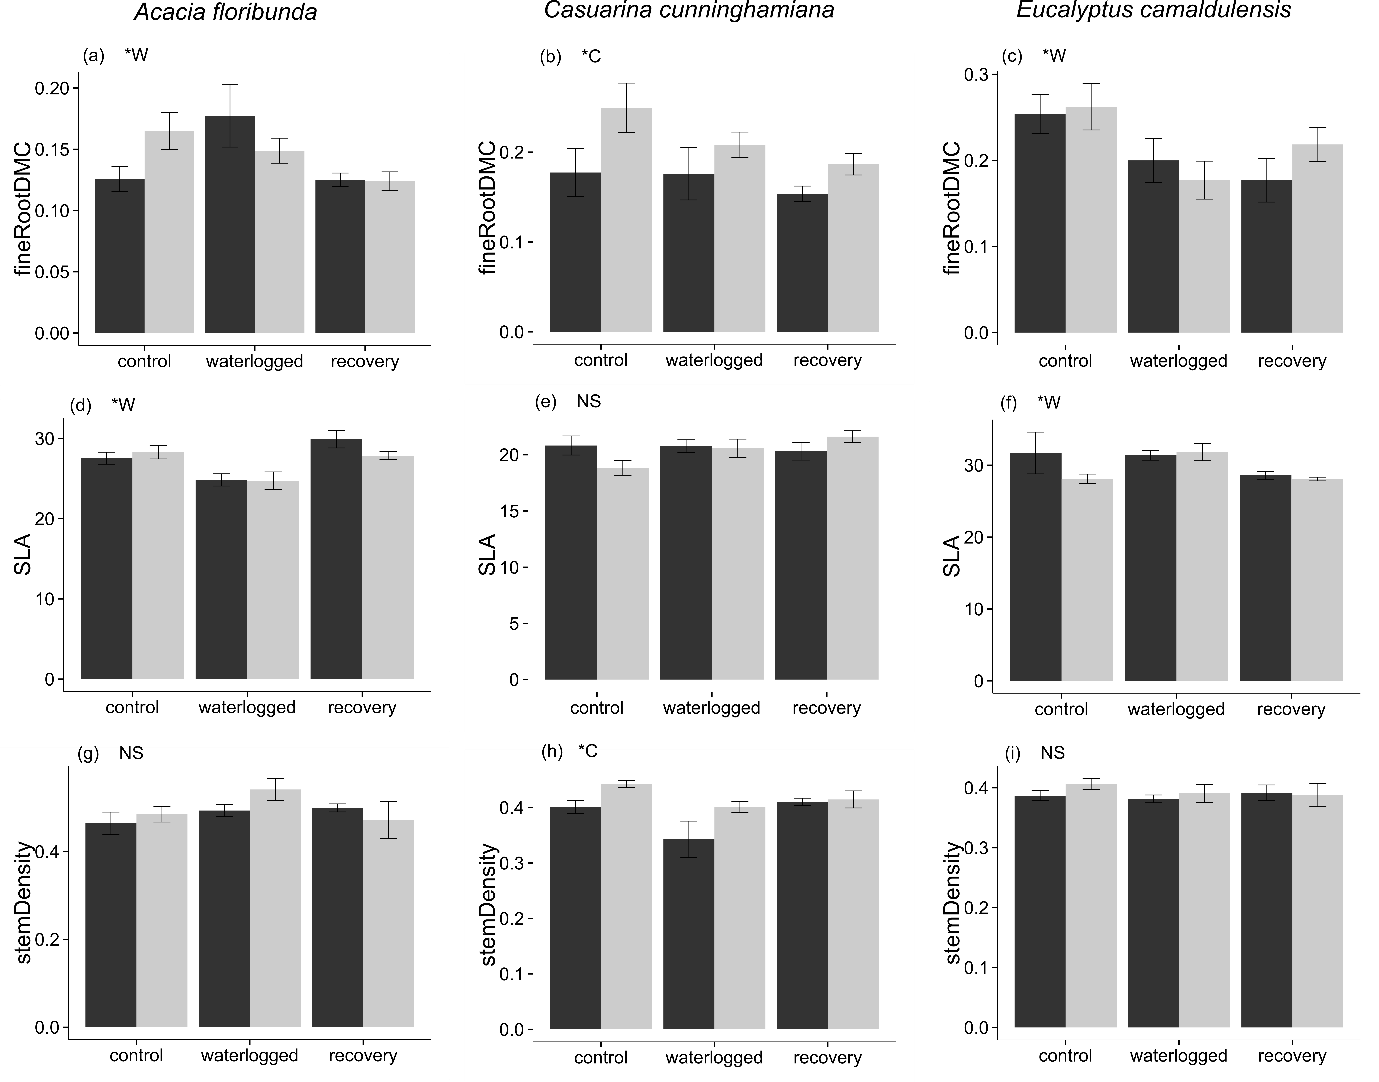 Acacia floribunda
Casuarina cunninghamiana
Eucalyptus camaldulensis
(a) *W
fineRootDMC
0.20
0.15
0.10
0.05
0.00
control waterlogged recovery
(b) *C
fineRootDMC
0.2
0.1
0.0
control waterlogged recovery
(c) *W
fineRootDMC
0.3
0.2
0.1
0.0
control waterlogged recovery
(d) *W
SLA
30
20
10
0
control waterlogged recovery
(e) NS
SLA
20
15
10
5
0
control waterlogged recovery
(f) *W
SLA
30
20
10
0
control waterlogged recovery
(g) NS
stemDensity
0.4
0.2
0.0
control waterlogged recovery
(h) *C
stemDensity
0.4
0.3
0.2
0.1
0.0
control waterlogged recovery
(i) NS
stemDensity
0.4
0.3
0.2
0.1
0.0
control waterlogged recovery